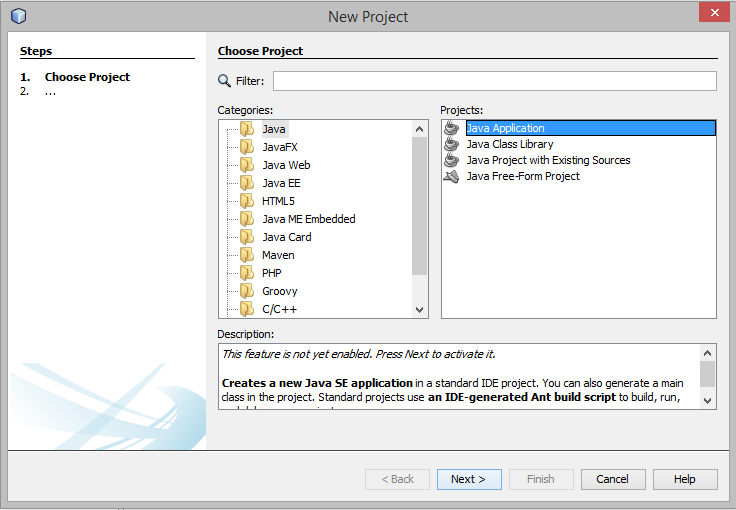 New Project
Steps
1. Choose Project
2. ...
Choose Project
Filter:
Categories:
Java
JavaFX
Java Web
Java EE
HTML5
Java ME Embedded
Java Card
Maven
PHP
Groovy
C/C++
Projects:
Java Application
Java Class Library
Java Project with Existing Sources
Java Free-Form Project
Description:
This feature is not yet enabled. Press Next to activate it.
Creates a new Java SE application in a standard IDE project. You can also generate a main
class in the project. Standard projects use an IDE-generated Ant build script to build, run,
< Back
Next >
Finish
Cancel
Help